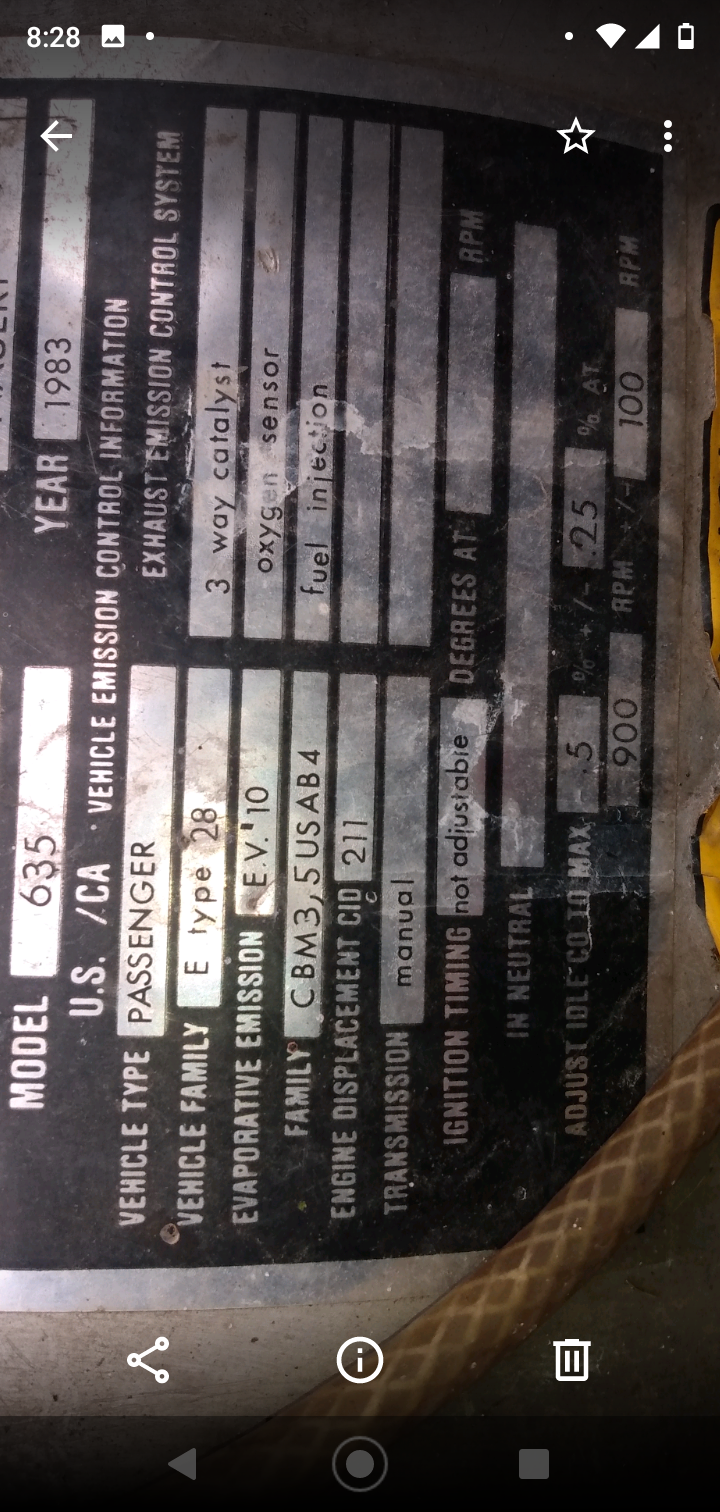 8:28
MODEL 635 YEAR 1983
U.S. /CA · VEHICLE EMISSION CONTROL INFORMATION
VEHICLE TYPE PASSENGER EXHAUST EMISSION CONTROL SYSTEM
VEHICLE FAMILY E type 28 3 way catalyst
EVAPORATIVE EMISSION E.V. 10 oxygen sensor
FAMILY CBM3,5USAB4 fuel injection
ENGINE DISPLACEMENT CID 211
TRANSMISSION manual
IGNITION TIMING not adjustable DEGREES AT RPM
IN NEUTRAL
ADJUST IDLE CO TO MAX .5 % +/- .25 % AT
900 RPM +/- 100 RPM